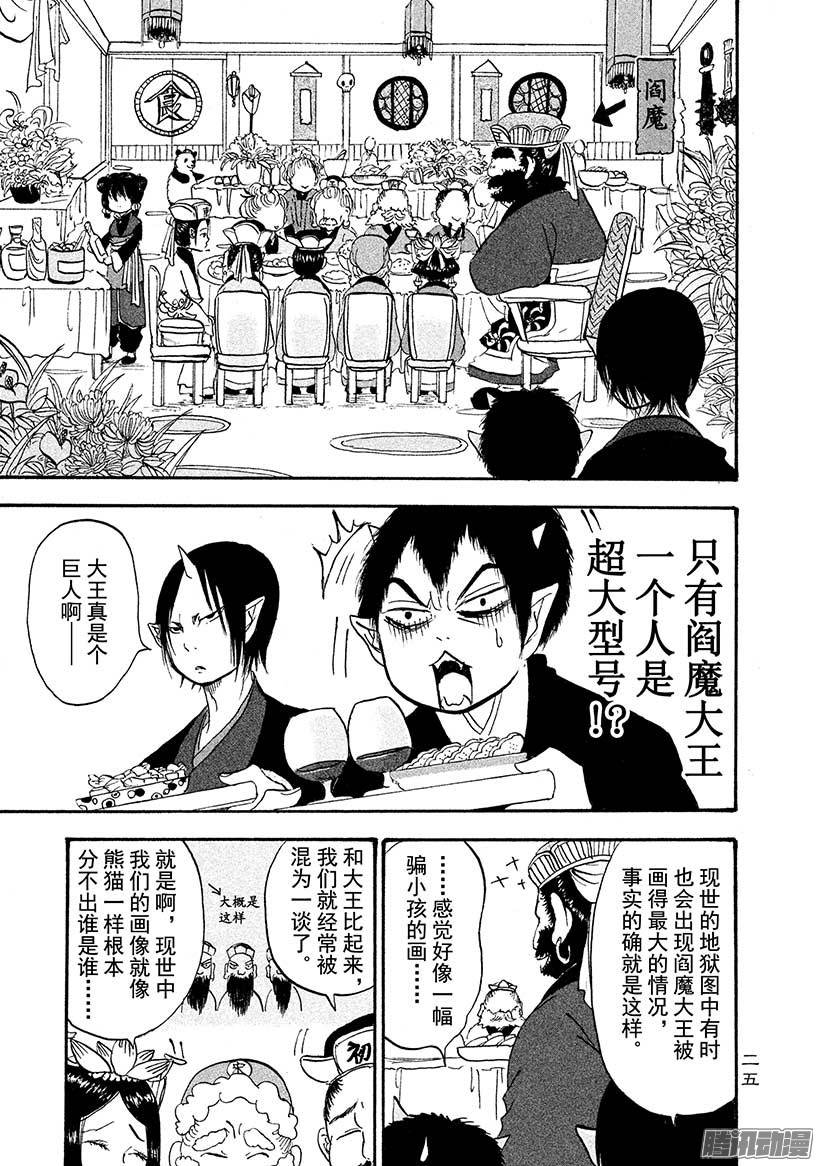 阎魔
食
只有阎魔大王
一个人是
超大型号!?
大王真是个
巨人啊——
现世的地狱图中有时
也会出现阎魔大王被
画得最大的情况,
事实的确就是这样。
……感觉好像一幅
骗小孩的画……
和大王比起来,
我们就经常被
混为一谈了。
大概是
这样
就是啊,现世中
我们的画像就像
熊猫一样根本
分不出谁是谁……
初
宋
二五
腾讯动漫